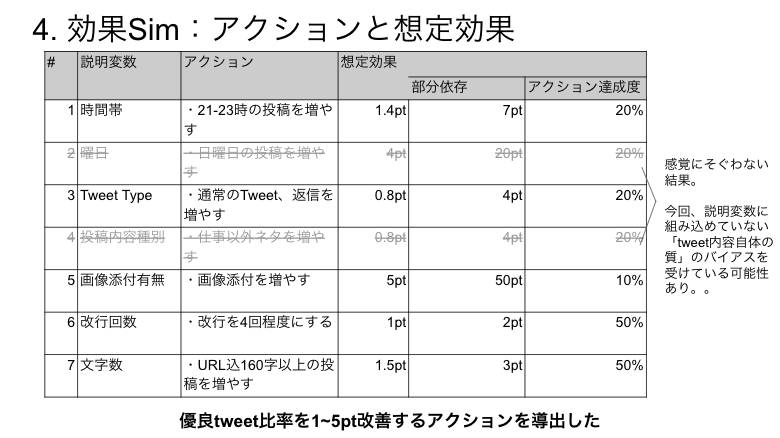 4. 効果Sim：アクションと想定効果
# 説明変数 アクション 想定効果
部分依存 アクション達成度
1 時間帯 ・21-23時の投稿を増や 1.4pt 7pt 20%
す
2 曜日 ・日曜日の投稿を増や 4pt 20pt 20%
す
3 Tweet Type ・通常のTweet、返信を 0.8pt 4pt 20%
増やす
4 投稿内容種別 ・仕事以外ネタを増や 0.8pt 4pt 20%
す
5 画像添付有無 ・画像添付を増やす 5pt 50pt 10%
6 改行回数 ・改行を4回程度にする 1pt 2pt 50%
7 文字数 ・URL込160字以上の投 1.5pt 3pt 50%
稿を増やす
感覚にそぐわない
結果。
今回、説明変数に
組み込めていない
「tweet内容自体の
質」のバイアスを
受けている可能性
あり。。
優良tweet比率を1~5pt改善するアクションを導出した